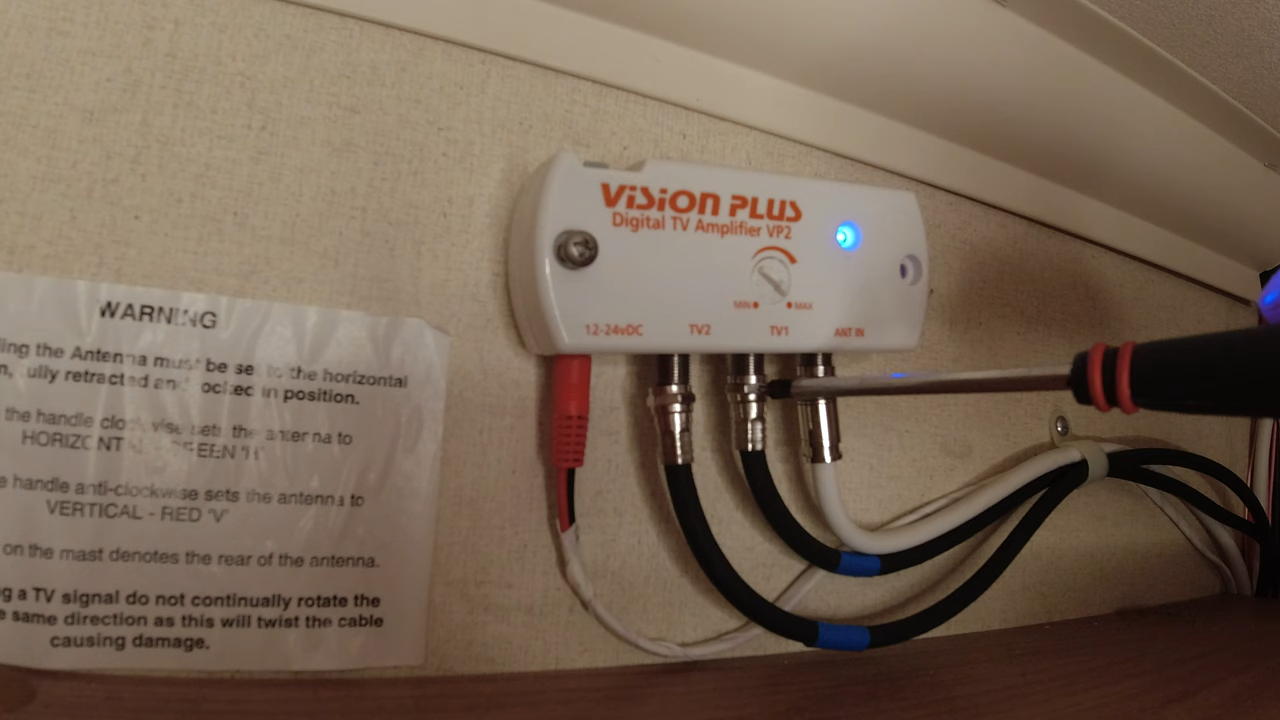 VISION PLUS
Digital TV Amplifier VP2
MIN MAX
12-24vDC TV2 TV1 ANT IN
WARNING
the Antenna must be set to the horizontal
fully retracted and locked in position.
the handle clockwise sets the antenna to
HORIZONTAL - GREEN 'H'
handle anti-clockwise sets the antenna to
VERTICAL - RED 'V'
on the mast denotes the rear of the antenna.
a TV signal do not continually rotate the
same direction as this will twist the cable
causing damage.